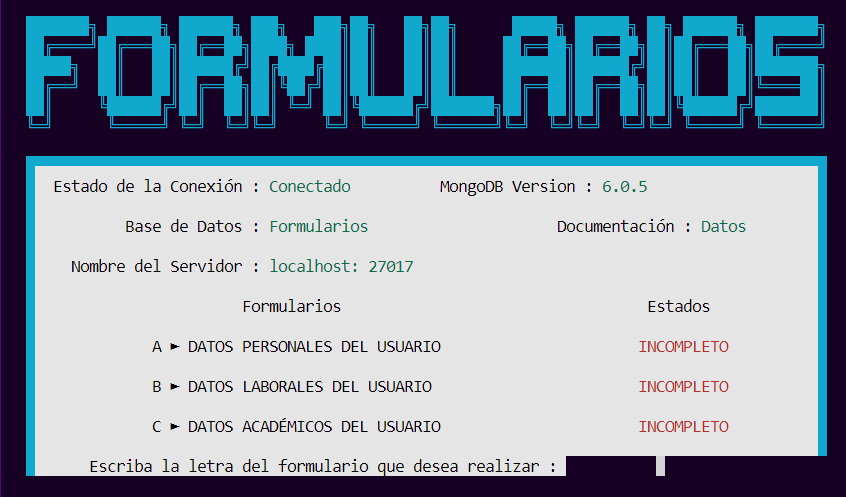 FORMULARIOS
Estado de la Conexión : Conectado MongoDB Version : 6.0.5
Base de Datos : Formularios Documentación : Datos
Nombre del Servidor : localhost: 27017
Formularios Estados
A ► DATOS PERSONALES DEL USUARIO INCOMPLETO
B ► DATOS LABORALES DEL USUARIO INCOMPLETO
C ► DATOS ACADÉMICOS DEL USUARIO INCOMPLETO
Escriba la letra del formulario que desea realizar :